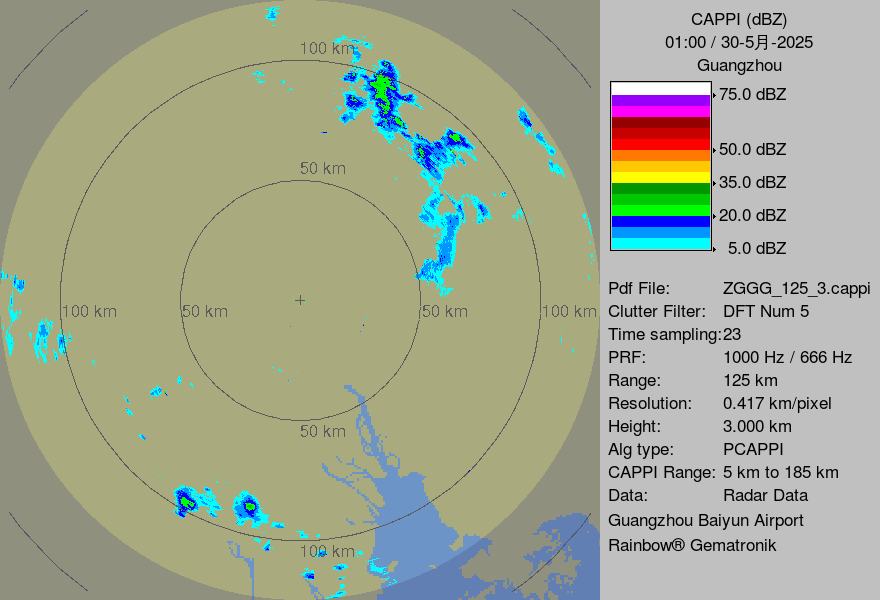 100 km
50 km
100 km
50 km
50 km
100 km
50 km
100 km
CAPPI (dBZ)
01:00 / 30-5月-2025
Guangzhou
75.0 dBZ
50.0 dBZ
35.0 dBZ
20.0 dBZ
5.0 dBZ
Pdf File: ZGGG_125_3.cappi
Clutter Filter: DFT Num 5
Time sampling:23
PRF: 1000 Hz / 666 Hz
Range: 125 km
Resolution: 0.417 km/pixel
Height: 3.000 km
Alg type: PCAPPI
CAPPI Range: 5 km to 185 km
Data: Radar Data
Guangzhou Baiyun Airport
Rainbow® Gematronik